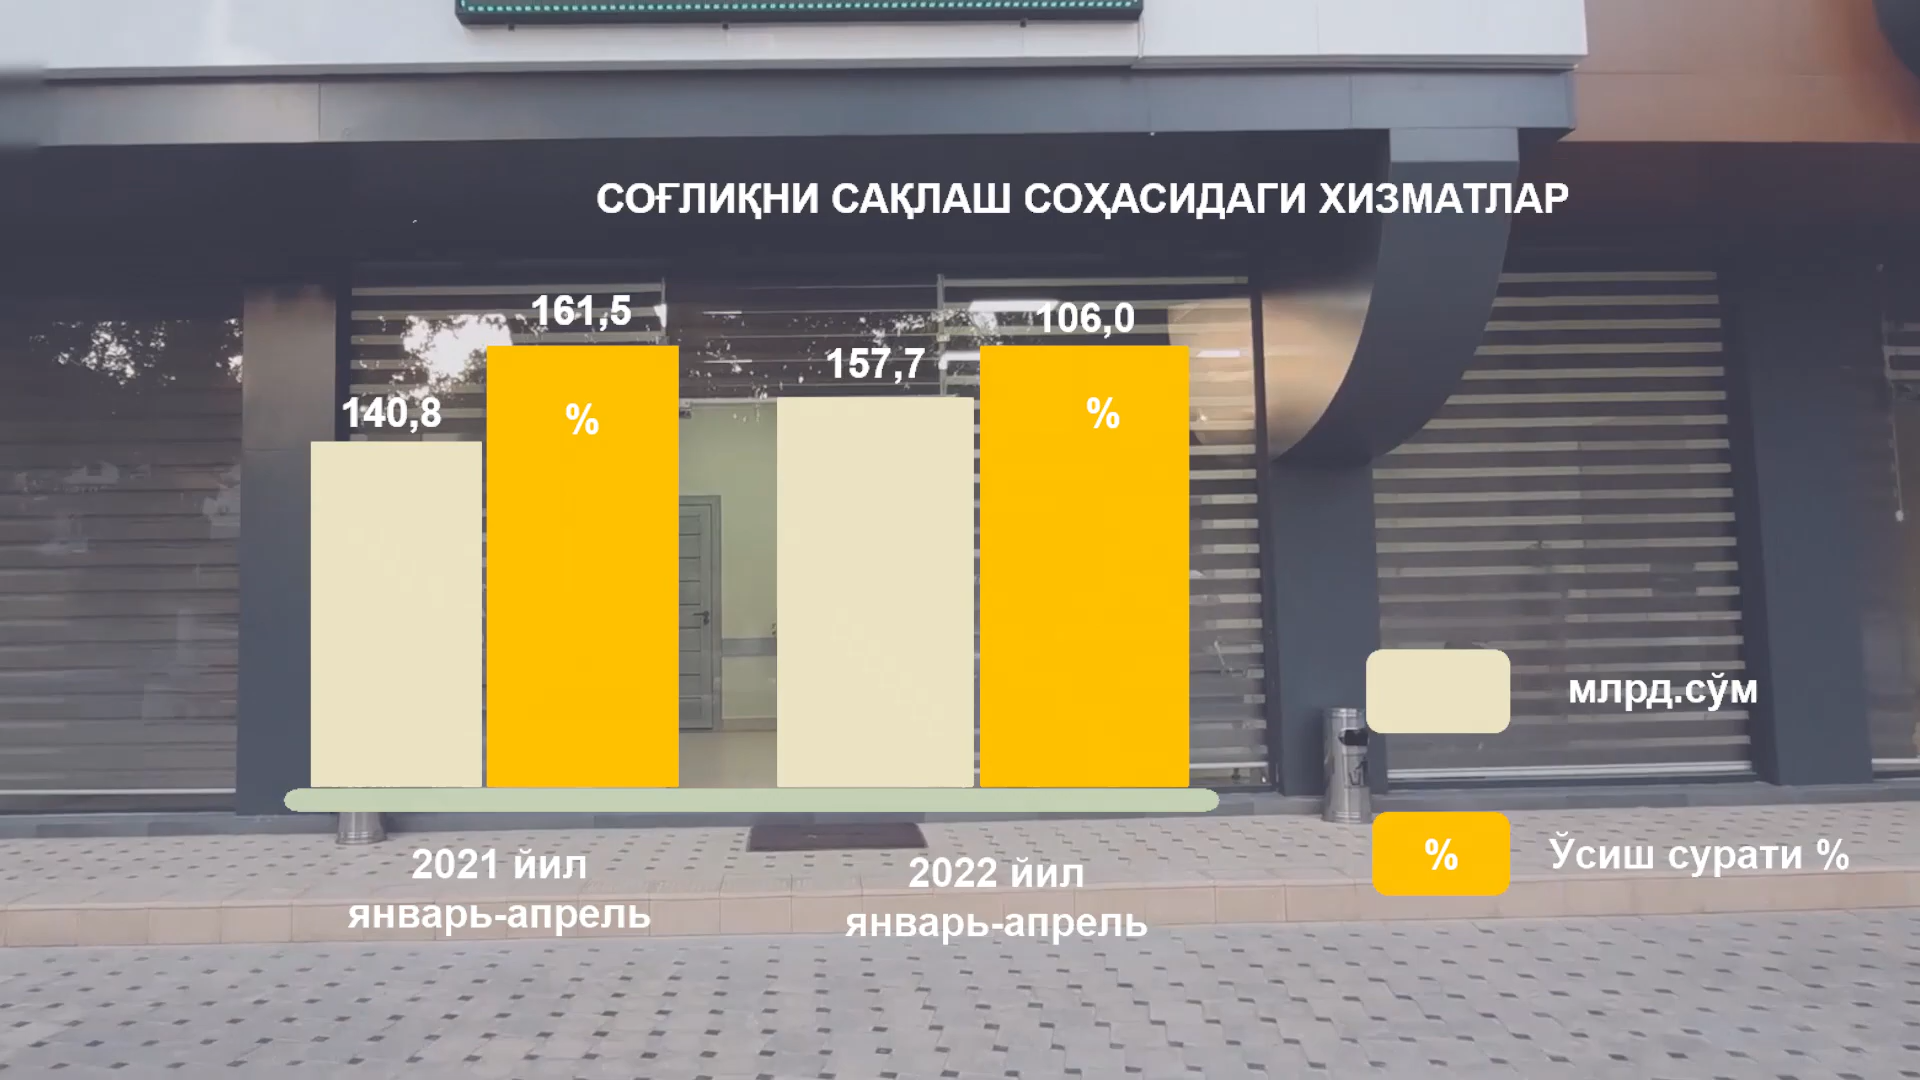 СОҒЛИҚНИ САҚЛАШ СОҲАСИДАГИ ХИЗМАТЛАР
140,8
161,5
157,7
106,0
%
%
млрд.сўм
% Ўсиш сурати %
2021 йил
январь-апрель
2022 йил
январь-апрель